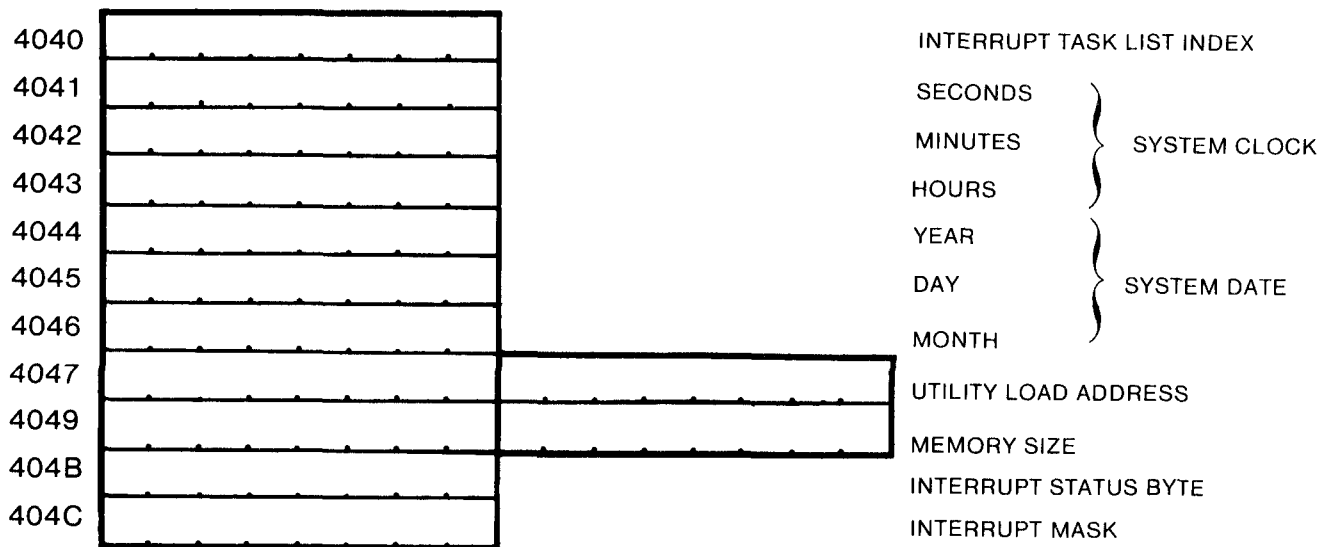 4040 INTERRUPT TASK LIST INDEX
4041 SECONDS
4042 MINUTES SYSTEM CLOCK
4043 HOURS
4044 YEAR
4045 DAY SYSTEM DATE
4046 MONTH
4047 UTILITY LOAD ADDRESS
4049 MEMORY SIZE
404B INTERRUPT STATUS BYTE
404C INTERRUPT MASK